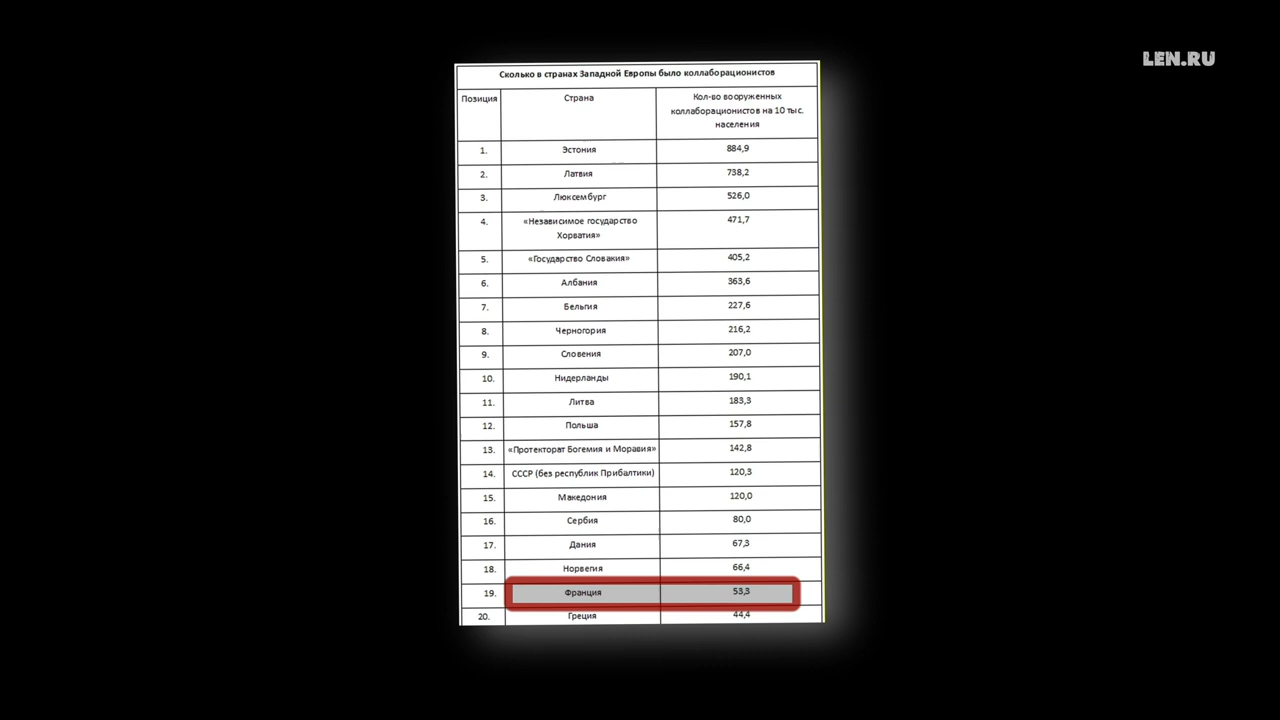 LEN.RU
Сколько в странах Западной Европы было коллаборационистов
Позиция Страна Кол-во вооруженных
коллаборационистов на 10 тыс.
населения
1. Эстония 884,9
2. Латвия 738,2
3. Люксембург 526,0
4. «Независимое государство 471,7
Хорватия»
5. «Государство Словакия» 405,2
6. Албания 363,6
7. Бельгия 227,6
8. Черногория 216,2
9. Словения 207,0
10. Нидерланды 190,1
11. Литва 183,3
12. Польша 157,8
13. «Протекторат Богемия и Моравия» 142,8
14. СССР (без республик Прибалтики) 120,3
15. Македония 120,0
16. Сербия 80,0
17. Дания 67,3
18. Норвегия 66,4
19. Франция 53,3
20. Греция 44,4